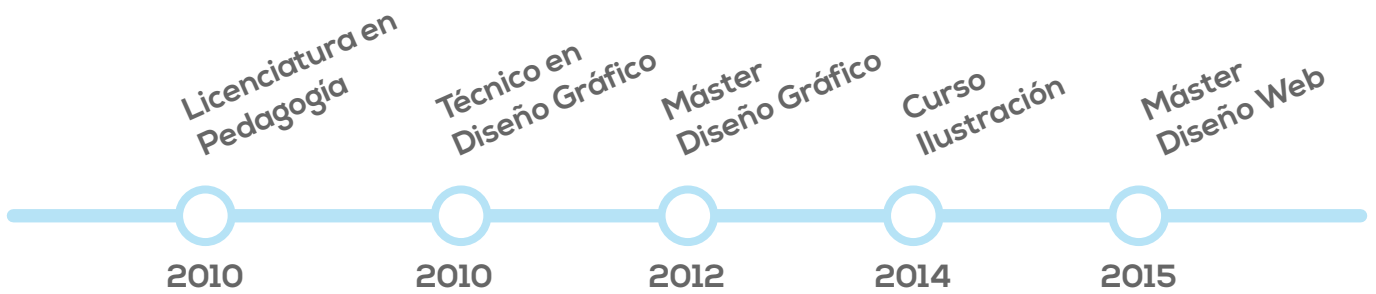 Licenciatura en
Pedagogía
Técnico en
Diseño Gráfico
Máster
Diseño Gráfico
Curso
Ilustración
Máster
Diseño Web
2010
2010
2012
2014
2015